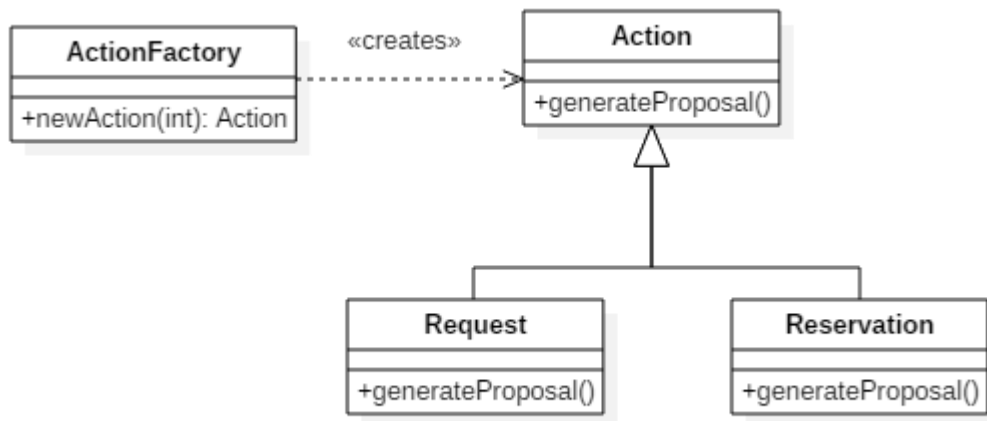 ActionFactory
+newAction(int): Action
«creates»
Action
+generateProposal()
Request
+generateProposal()
Reservation
+generateProposal()